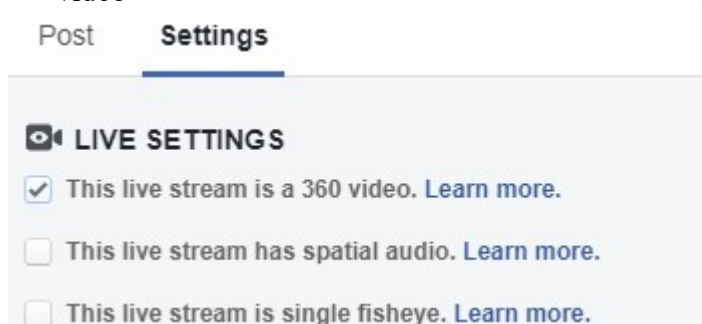 Post Settings
LIVE SETTINGS
This live stream is a 360 video. Learn more.
This live stream has spatial audio. Learn more.
This live stream is single fisheye. Learn more.